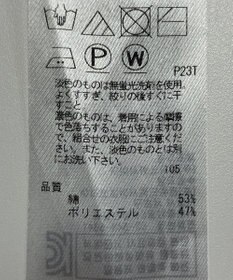 P
W
P23T
淡色のものは無蛍光洗剤を使用。
よくすすぎ、絞りの後すぐに干
すこと。
濃色のものは、着用による摩擦
で色落ちすることがありますの
で、組合せの衣服にご注意下さ
い。また、淡色のものとは別
にお洗い下さい。
105
品質
綿 53%
ポリエステル 47%